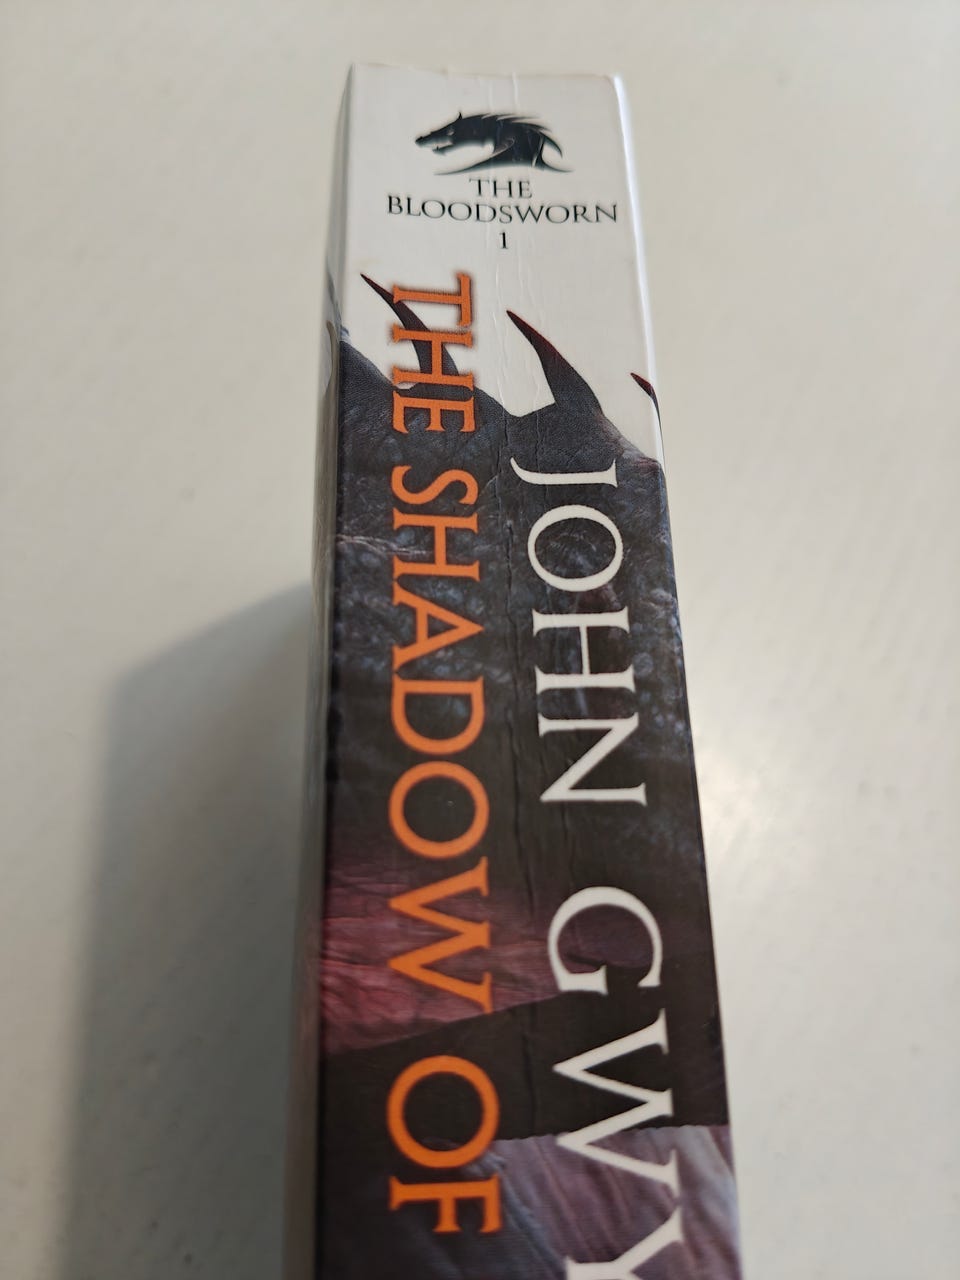 THE
BLOODSWORN
1
JOHN GWY
THE SHADOW OF